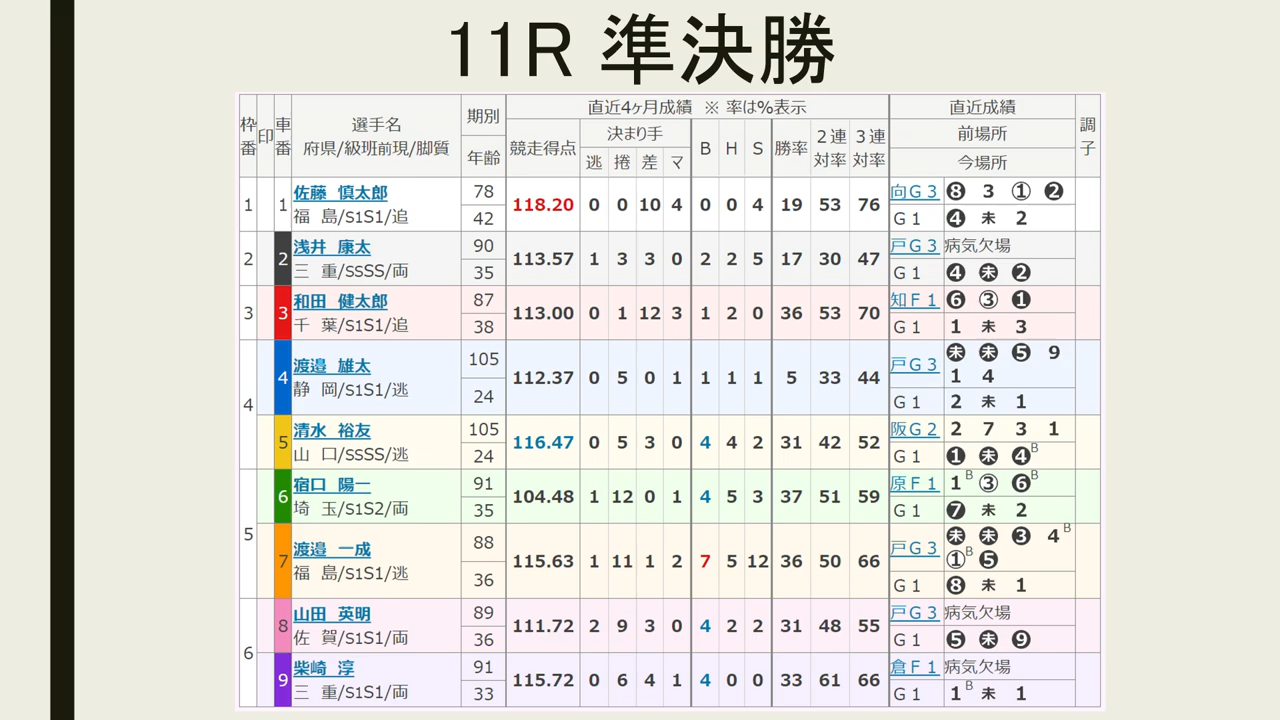 11R 準決勝
枠番 印 車番 選手名 府県/級班前現/脚質 期別 年齢 直近4ヶ月成績 ※ 率は%表示 直近成績 調子
競走得点 決まり手 B H S 勝率 2連対率 3連対率 前場所
逃 捲 差 マ 今場所
1 1 佐藤 慎太郎 78 118.20 0 0 10 4 0 0 4 19 53 76 向G3 8 3 1 2
福 島/S1S1/追 42 G1 4 未 2
2 2 浅井 康太 90 113.57 1 3 3 0 2 2 5 17 30 47 戸G3 病気欠場
三 重/SSSS/両 35 G1 4 未 2
3 3 和田 健太郎 87 113.00 0 1 12 3 1 2 0 36 53 70 知F1 6 3 1
千 葉/S1S1/追 38 G1 1 未 3
4 4 渡邉 雄太 105 112.37 0 5 0 1 1 1 1 5 33 44 戸G3 未 未 5 9
1 4
静 岡/S1S1/逃 24 G1 2 未 1
5 清水 裕友 105 116.47 0 5 3 0 4 4 2 31 42 52 阪G2 2 7 3 1
山 口/SSSS/逃 24 G1 1 未 4B
5 6 宿口 陽一 91 104.48 1 12 0 1 4 5 3 37 51 59 原F1 1B 3 6B
埼 玉/S1S2/両 35 G1 7 未 2
7 渡邉 一成 88 115.63 1 11 1 2 7 5 12 36 50 66 戸G3 未 未 3 4B
1B 5
福 島/S1S1/逃 36 G1 8 未 1
6 8 山田 英明 89 111.72 2 9 3 0 4 2 2 31 48 55 戸G3 病気欠場
佐 賀/S1S1/両 36 G1 5 未 9
9 柴崎 淳 91 115.72 0 6 4 1 4 0 0 33 61 66 倉F1 病気欠場
三 重/S1S1/両 33 G1 1B 未 1